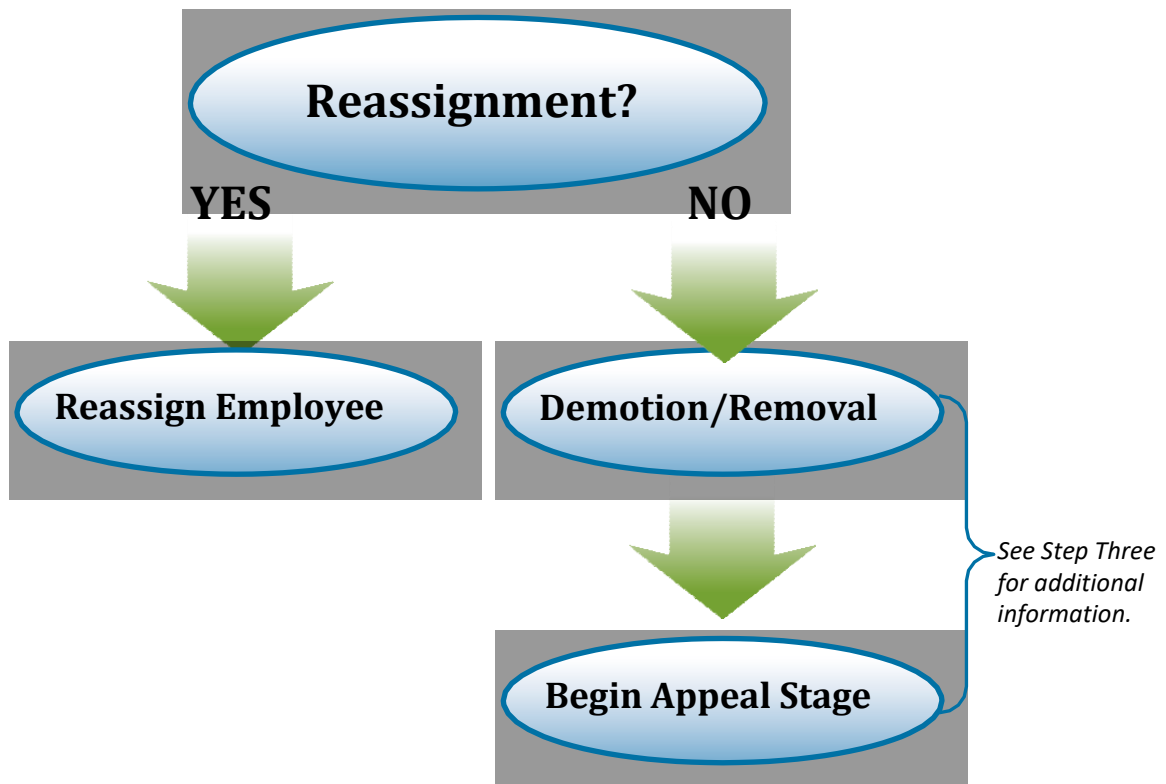 Reassignment?
YES
NO
Reassign Employee
Demotion/Removal
See Step Three
for additional
information.
Begin Appeal Stage